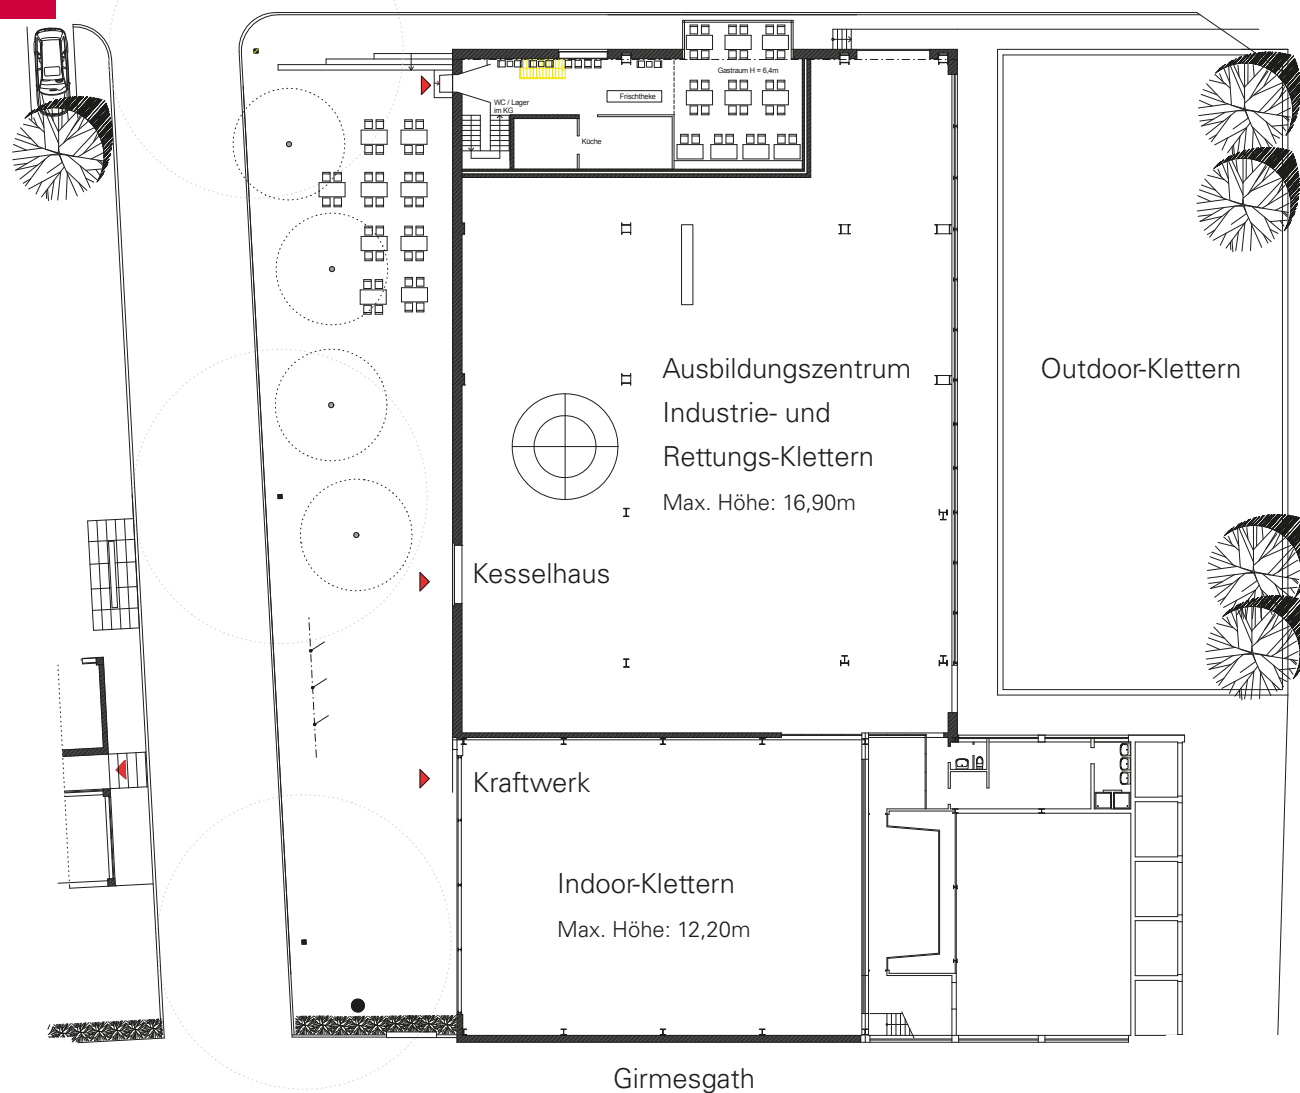 Gastraum H = 6,4m
Frischtheke
WC / Lager
im KG
Küche
Ausbildungszentrum
Industrie- und
Rettungs-Klettern
Max. Höhe: 16,90m
Outdoor-Klettern
Kesselhaus
Kraftwerk
Indoor-Klettern
Max. Höhe: 12,20m
Girmesgath